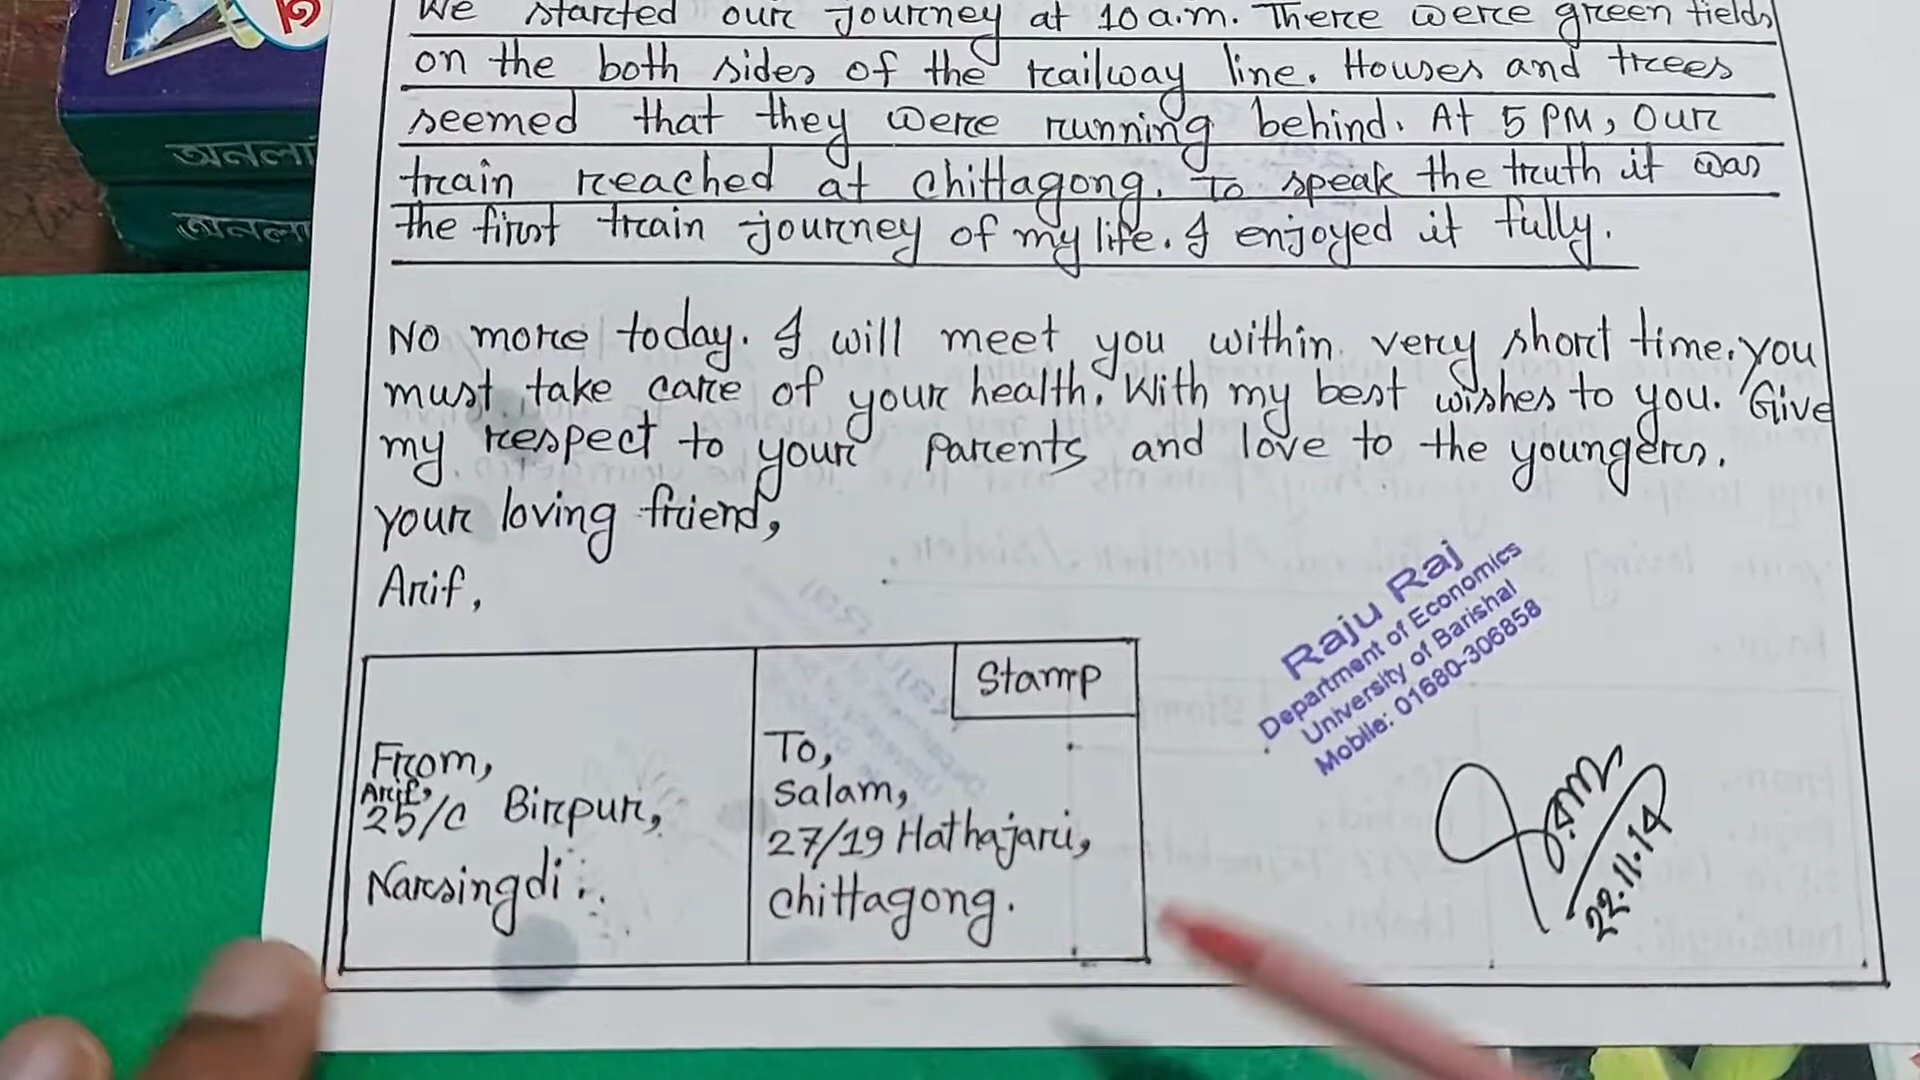 We started our journey at 10 a.m. There were green fields
on the both sides of the railway line. Houses and trees
seemed that they were running behind. At 5 PM, Our
train reached at chittagong. To speak the truth it was
the first train journey of my life. I enjoyed it fully.
No more today. I will meet you within very short time. you
must take care of your health. With my best wishes to you. Give
my respect to your parents and love to the youngers.
your loving friend,
Arif,
Stamp
From,
Arif,
25/C Birpur,
Narsingdi.
To,
Salam,
27/19 Hathajari,
Chittagong.
Raju Raj
Department of Economics
University of Barishal
Mobile: 01680-306858
22.11.14
অনলা
অনলা